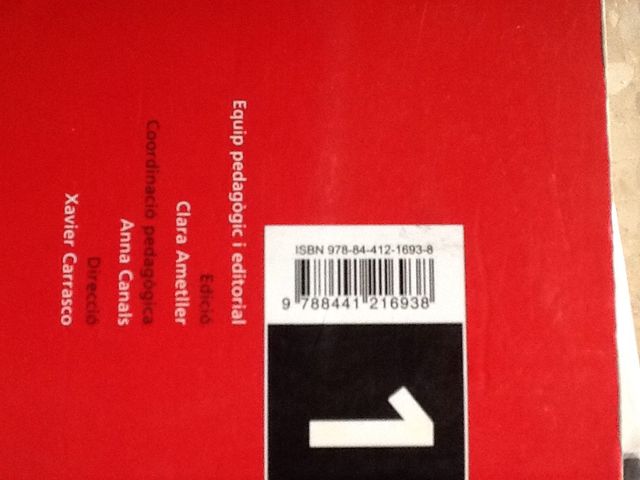 Equip pedagògic i editorial
Edició
Clara Ametller
Coordinació pedagògica
Anna Canals
Direcció
Xavier Carrasco
ISBN 978-84-412-1693-8
9 788441 216938
1